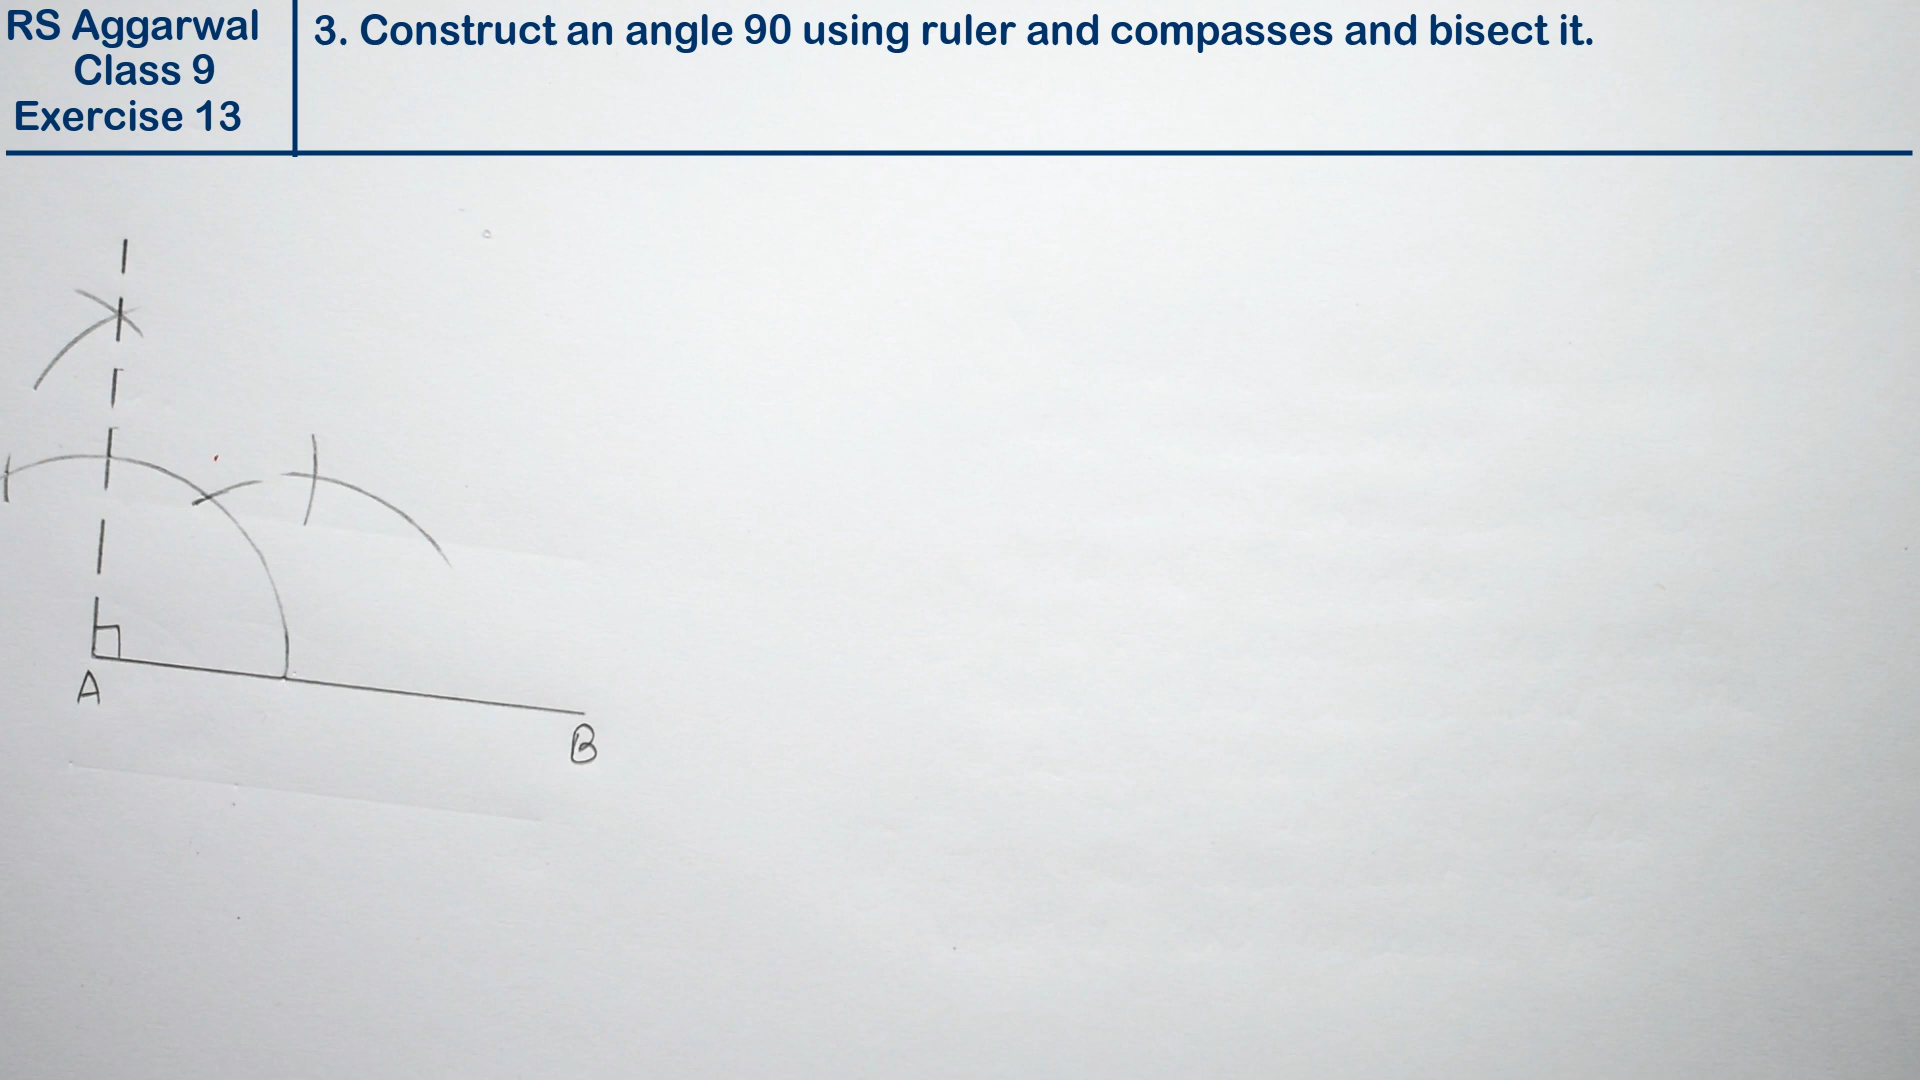 RS Aggarwal
Class 9
Exercise 13
3. Construct an angle 90 using ruler and compasses and bisect it.
A
B